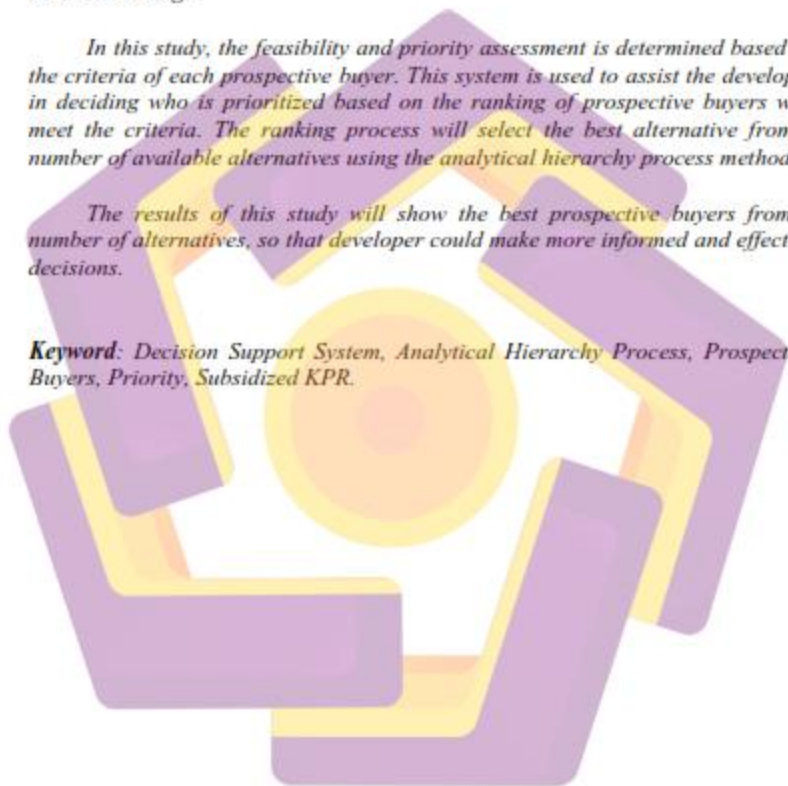 In this study, the feasibility and priority assessment is determined based
the criteria of each prospective buyer. This system is used to assist the develop
in deciding who is prioritized based on the ranking of prospective buyers w
meet the criteria. The ranking process will select the best alternative from
number of available alternatives using the analytical hierarchy process method
The results of this study will show the best prospective buyers from
number of alternatives, so that developer could make more informed and effect
decisions.
Keyword: Decision Support System, Analytical Hierarchy Process, Prospect
Buyers, Priority, Subsidized KPR.